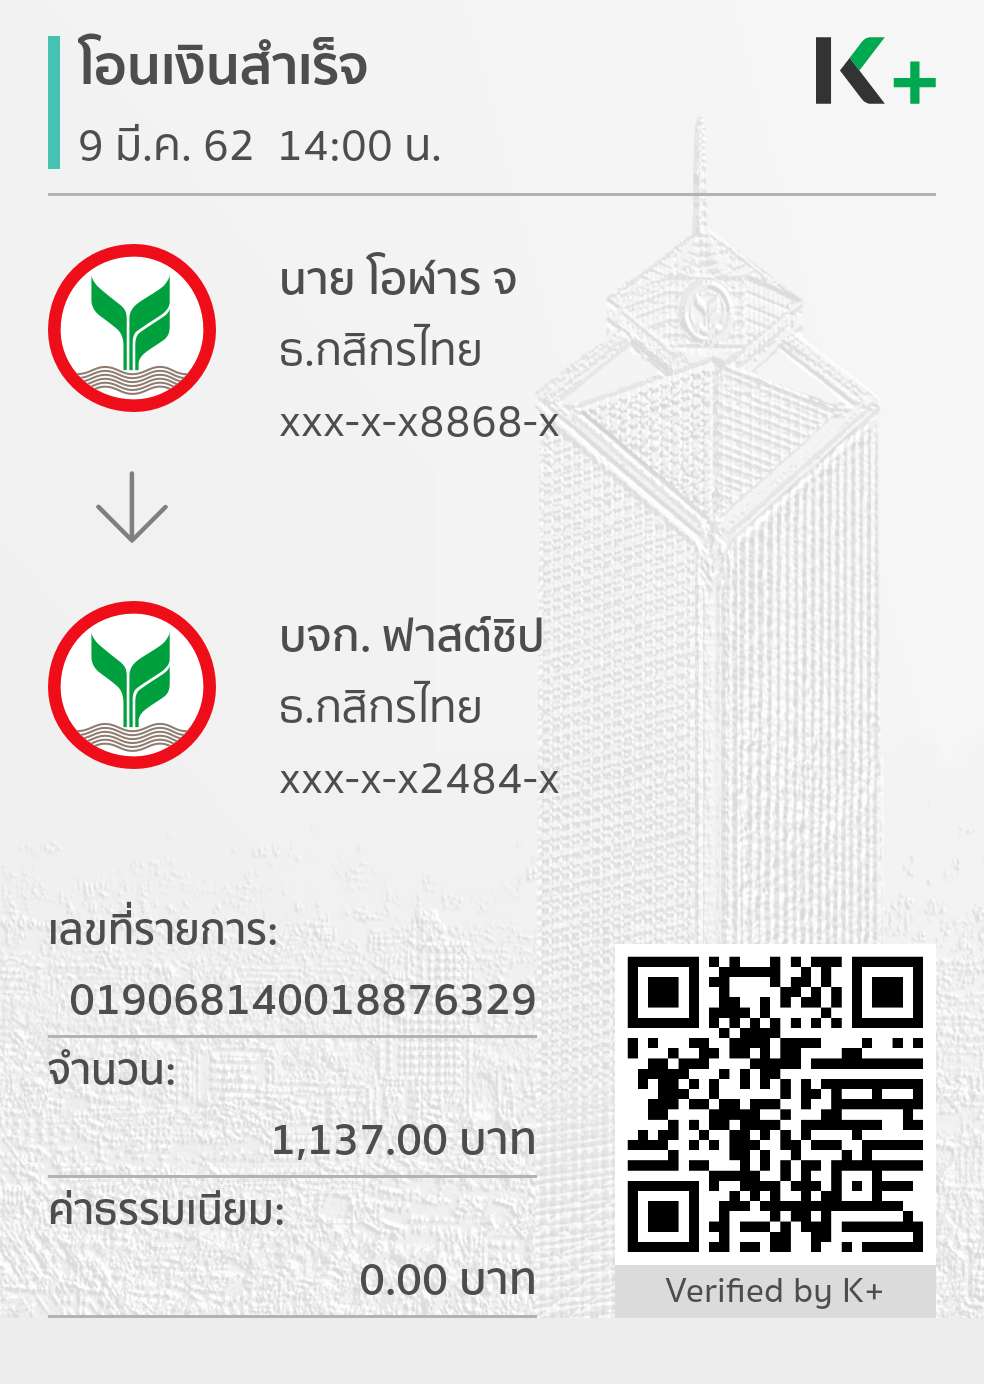 โอนเงินสำเร็จ
K+
9 มี.ค. 62 14:00 น.
นาย โอฬาร จ
ธ.กสิกรไทย
xxx-x-x8868-x
บจก. ฟาสต์ชิป
ธ.กสิกรไทย
xxx-x-x2484-x
เลขที่รายการ:
019068140018876329
จำนวน:
1,137.00 บาท
ค่าธรรมเนียม:
0.00 บาท
Verified by K+